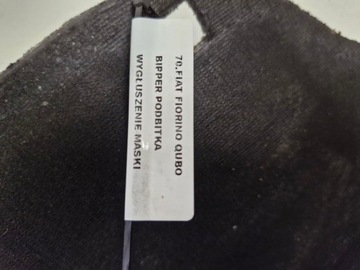 70.FIAT FIORINO QUBO
BIPPER PODBITKA
WYGŁUSZENIE MASKI